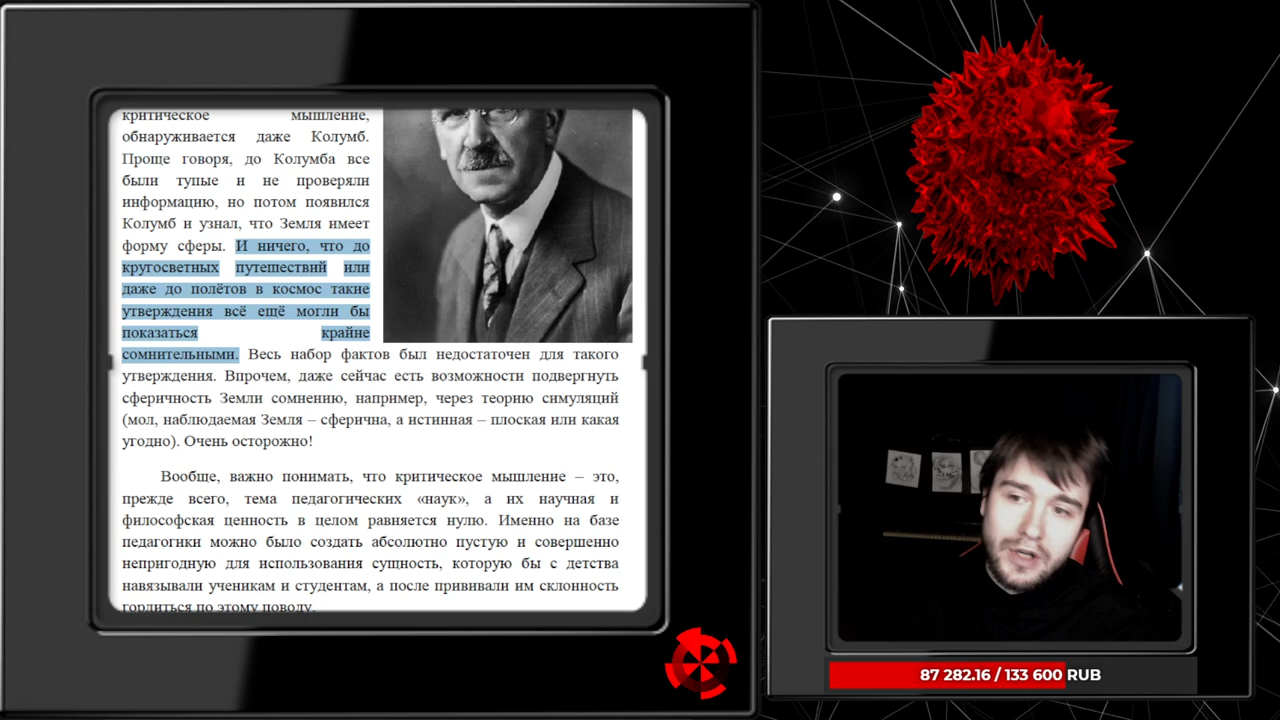 критическое мышление,
обнаруживается даже Колумб.
Проще говоря, до Колумба все
были тупые и не проверяли
информацию, но потом появился
Колумб и узнал, что Земля имеет
форму сферы. И ничего, что до
кругосветных путешествий или
даже до полётов в космос такие
утверждения всё ещё могли бы
показаться крайне
сомнительными. Весь набор фактов был недостаточен для такого
утверждения. Впрочем, даже сейчас есть возможности подвергнуть
сферичность Земли сомнению, например, через теорию симуляций
(мол, наблюдаемая Земля – сферична, а истинная – плоская или какая
угодно). Очень осторожно!
Вообще, важно понимать, что критическое мышление – это,
прежде всего, тема педагогических «наук», а их научная и
философская ценность в целом равняется нулю. Именно на базе
педагогики можно было создать абсолютно пустую и совершенно
непригодную для использования сущность, которую бы с детства
навязывали ученикам и студентам, а после прививали им склонность
гордиться по этому поводу.
87 282.16 / 133 600 RUB